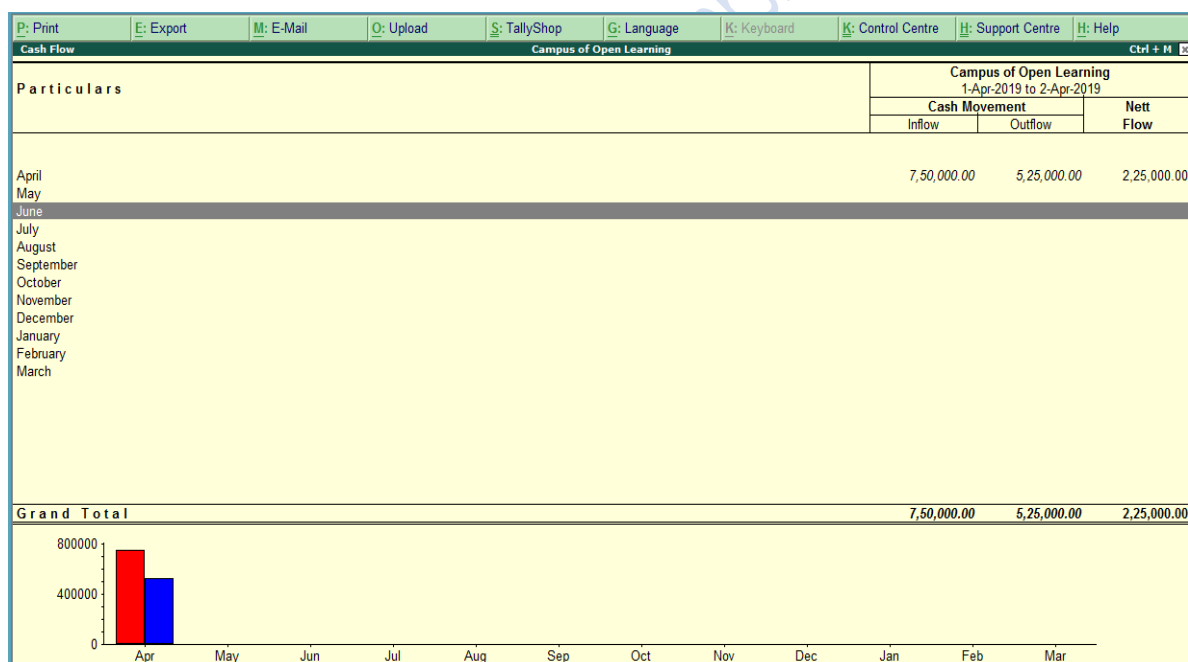 P: Print E: Export M: E-Mail O: Upload S: TallyShop G: Language K: Keyboard K: Control Centre H: Support Centre H: Help
Cash Flow Campus of Open Learning Ctrl + M
Particulars
Campus of Open Learning
1-Apr-2019 to 2-Apr-2019
Cash Movement Nett
Inflow Outflow Flow
April 7,50,000.00 5,25,000.00 2,25,000.00
May
June
July
August
September
October
November
December
January
February
March
Grand Total 7,50,000.00 5,25,000.00 2,25,000.00
800000
400000
0
Apr May Jun Jul Aug Sep Oct Nov Dec Jan Feb Mar